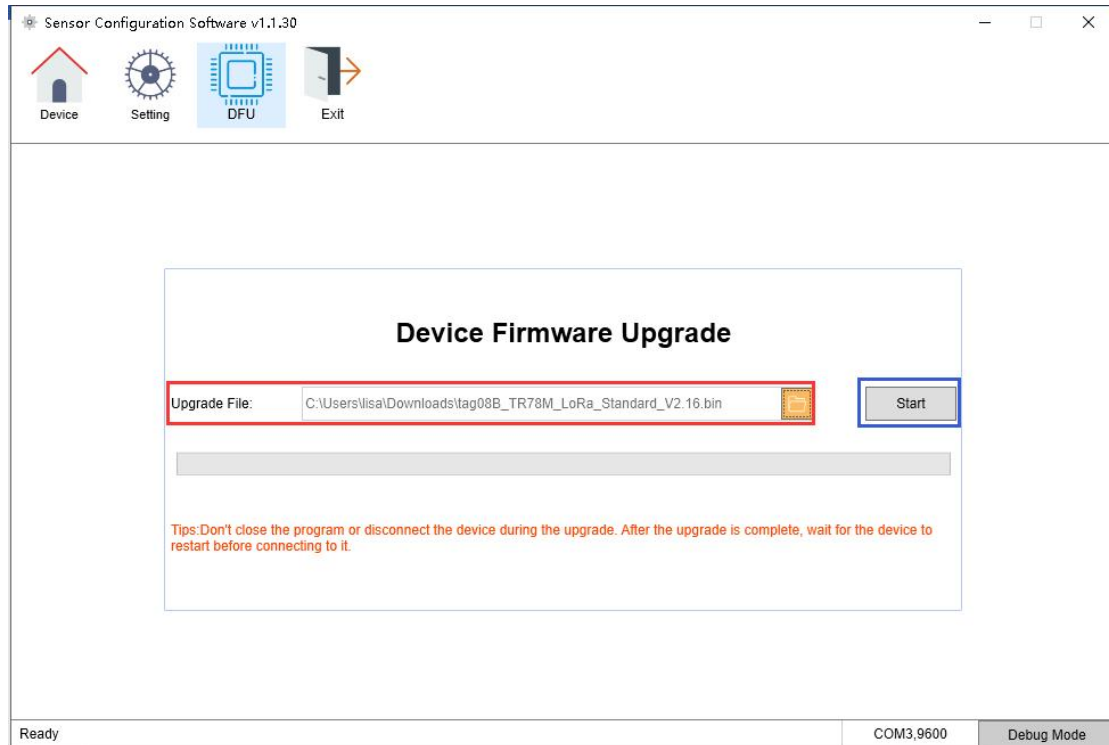 Sensor Configuration Software v1.1.30
Device
Setting
DFU
Exit
Device Firmware Upgrade
Upgrade File:
C:\Users\lisa\Downloads\tag08B_TR78M_LoRa_Standard_V2.16.bin
Start
Tips:Don't close the program or disconnect the device during the upgrade. After the upgrade is complete, wait for the device to
restart before connecting to it.
Ready
COM3,9600
Debug Mode